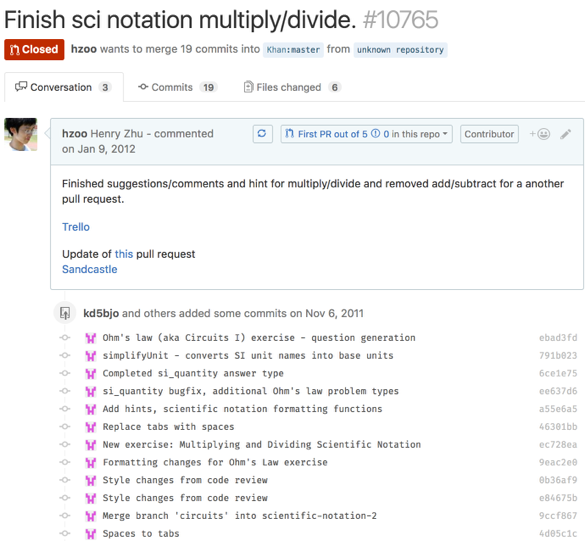 Finish sci notation multiply/divide. #10765
Closed hzoo wants to merge 19 commits into Khan:master from unknown repository
Conversation 3 Commits 19 Files changed 6
hzoo Henry Zhu - commented
on Jan 9, 2012
First PR out of 5 0 in this repo
Contributor
Finished suggestions/comments and hint for multiply/divide and removed add/subtract for a another
pull request.
Trello
Update of this pull request
Sandcastle
kd5bjo and others added some commits on Nov 6, 2011
Ohm's law (aka Circuits I) exercise - question generation ebad3fd
simplifyUnit - converts SI unit names into base units 791b023
Completed si_quantity answer type 6ce1e75
si_quantity bugfix, additional Ohm's law problem types ee637d6
Add hints, scientific notation formatting functions a55e6a5
Replace tabs with spaces 46301bb
New exercise: Multiplying and Dividing Scientific Notation ec728ea
Formatting changes for Ohm's Law exercise 9eac2e0
Style changes from code review 0b36af9
Style changes from code review e84675b
Merge branch 'circuits' into scientific-notation-2 9ccf867
Spaces to tabs 4d05c1c